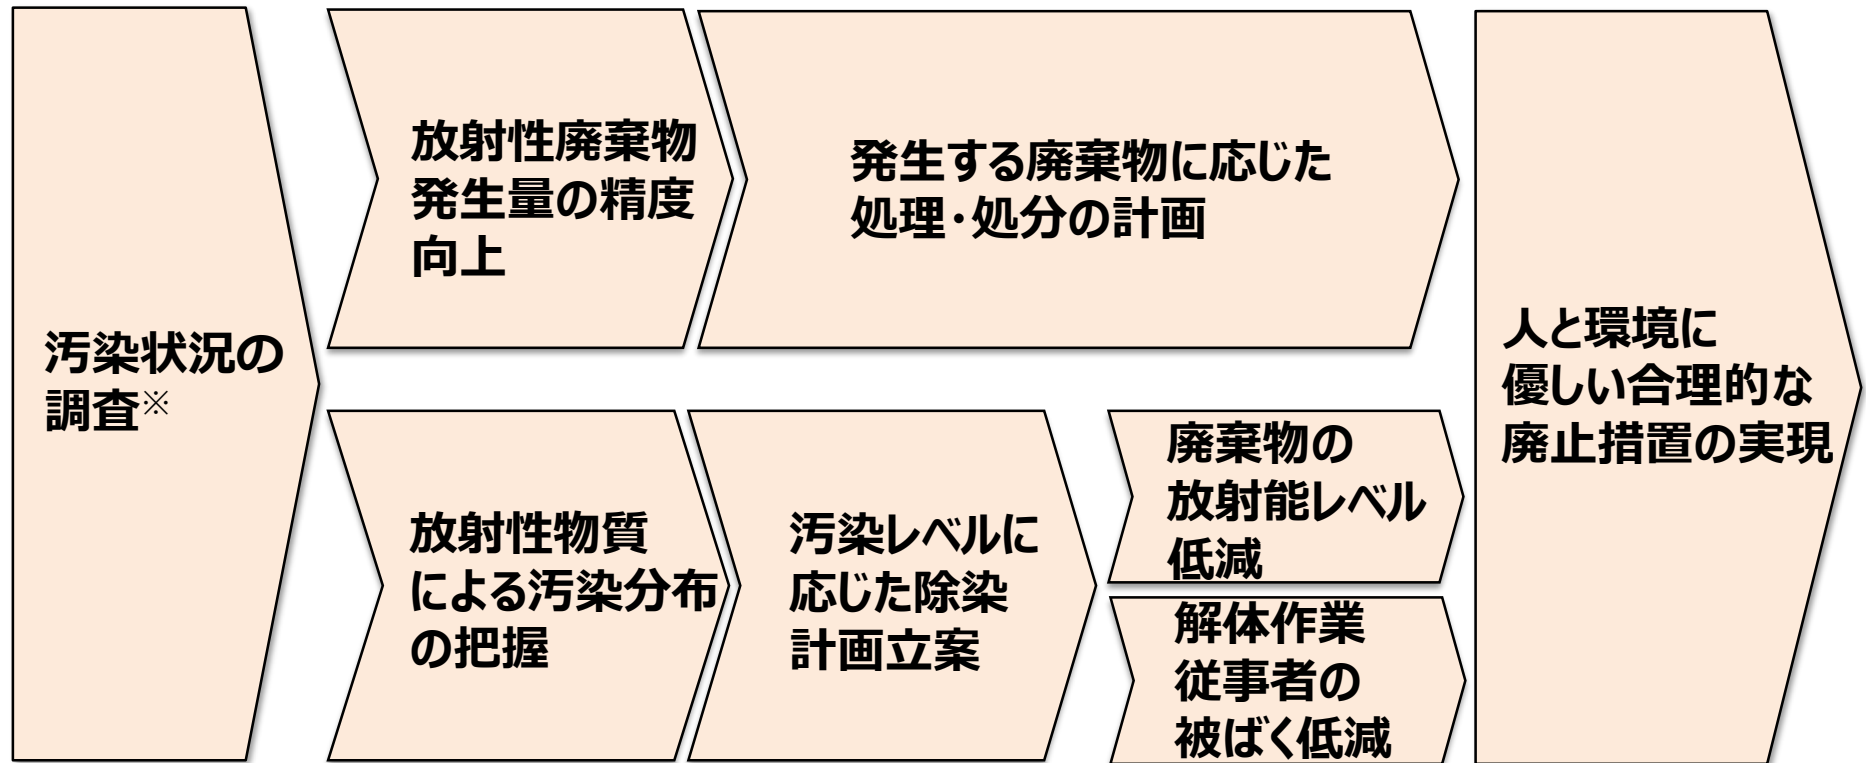 汚染状況の
調査※
放射性廃棄物
発生量の精度
向上
発生する廃棄物に応じた
処理・処分の計画
放射性物質
による汚染分布
の把握
汚染レベルに
応じた除染
計画立案
廃棄物の
放射能レベル
低減
解体作業
従事者の
被ばく低減
人と環境に
優しい合理的な
廃止措置の実現